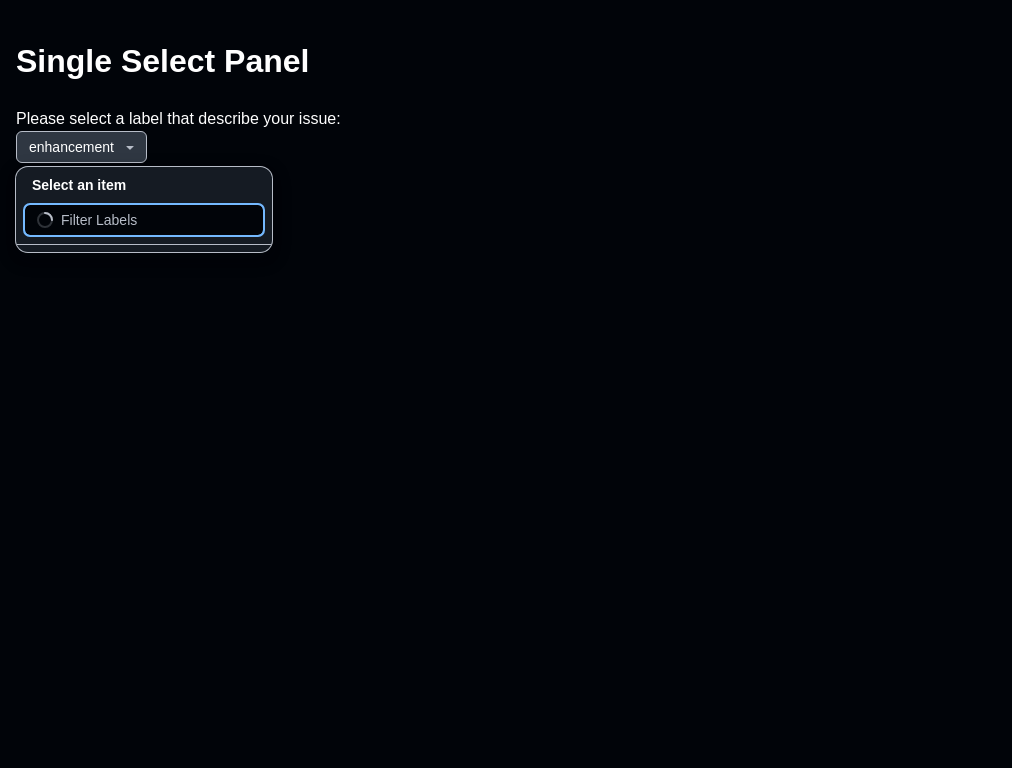 Single Select Panel
Please select a label that describe your issue:
enhancement
Select an item
Filter Labels